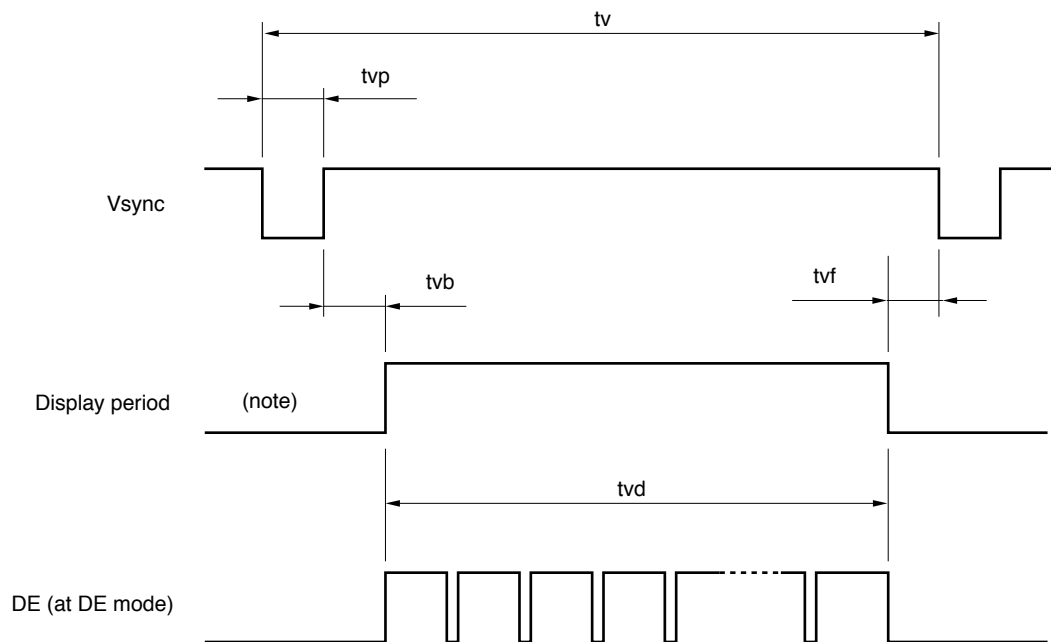 tv
tvp
Vsync
tvb
tvf
Display period
(note)
tvd
DE (at DE mode)